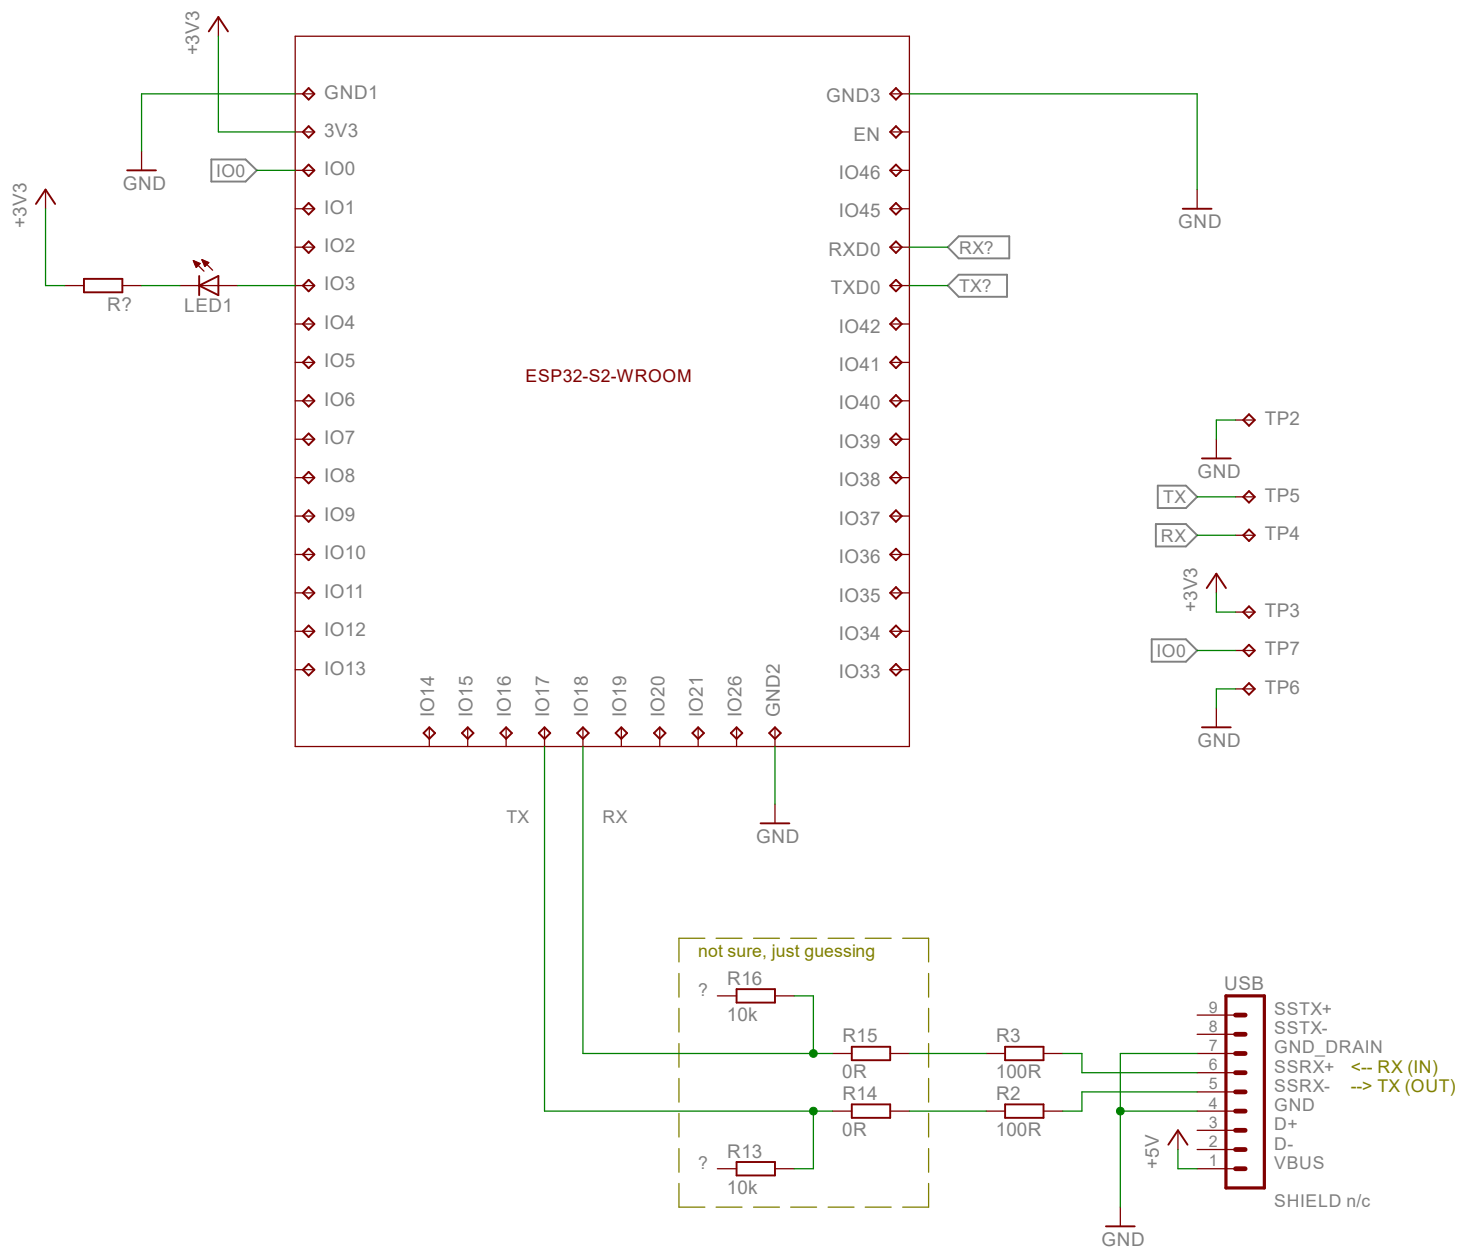 +3V3
GND1
3V3
IO0
IO0
GND
IO1
IO2
+3V3
R?
LED1
IO3
IO4
IO5
IO6
IO7
IO8
IO9
IO10
IO11
IO12
IO13
ESP32-S2-WROOM
GND3
EN
IO46
IO45
RXD0
RX?
TXD0
TX?
IO42
IO41
IO40
IO39
IO38
IO37
IO36
IO35
IO34
IO33
GND
IO14
IO15
IO16
IO17
IO18
IO19
IO20
IO21
IO26
GND2
TX
RX
GND
TP2
GND
TX
TP5
RX
TP4
+3V3
TP3
IO0
TP7
TP6
GND
not sure, just guessing
R16
?
10k
R15
0R
R14
0R
R13
?
10k
R3
100R
R2
100R
USB
9 SSTX+
8 SSTX-
7 GND_DRAIN
6 SSRX+ <-- RX (IN)
5 SSRX- --> TX (OUT)
4 GND
3 D+
2 D-
1 VBUS
+5V
SHIELD n/c
GND